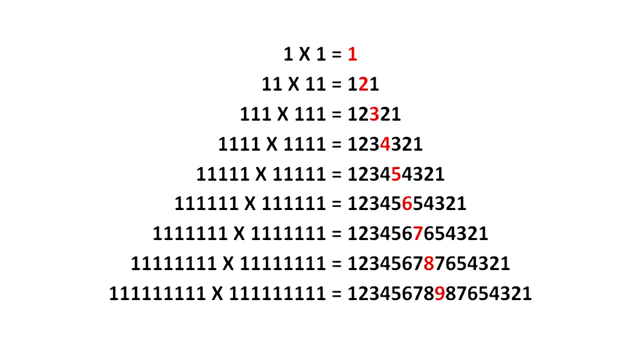 1 X 1 = 1
11 X 11 = 121
111 X 111 = 12321
1111 X 1111 = 1234321
11111 X 11111 = 123454321
111111 X 111111 = 12345654321
1111111 X 1111111 = 1234567654321
11111111 X 11111111 = 123456787654321
111111111 X 111111111 = 12345678987654321